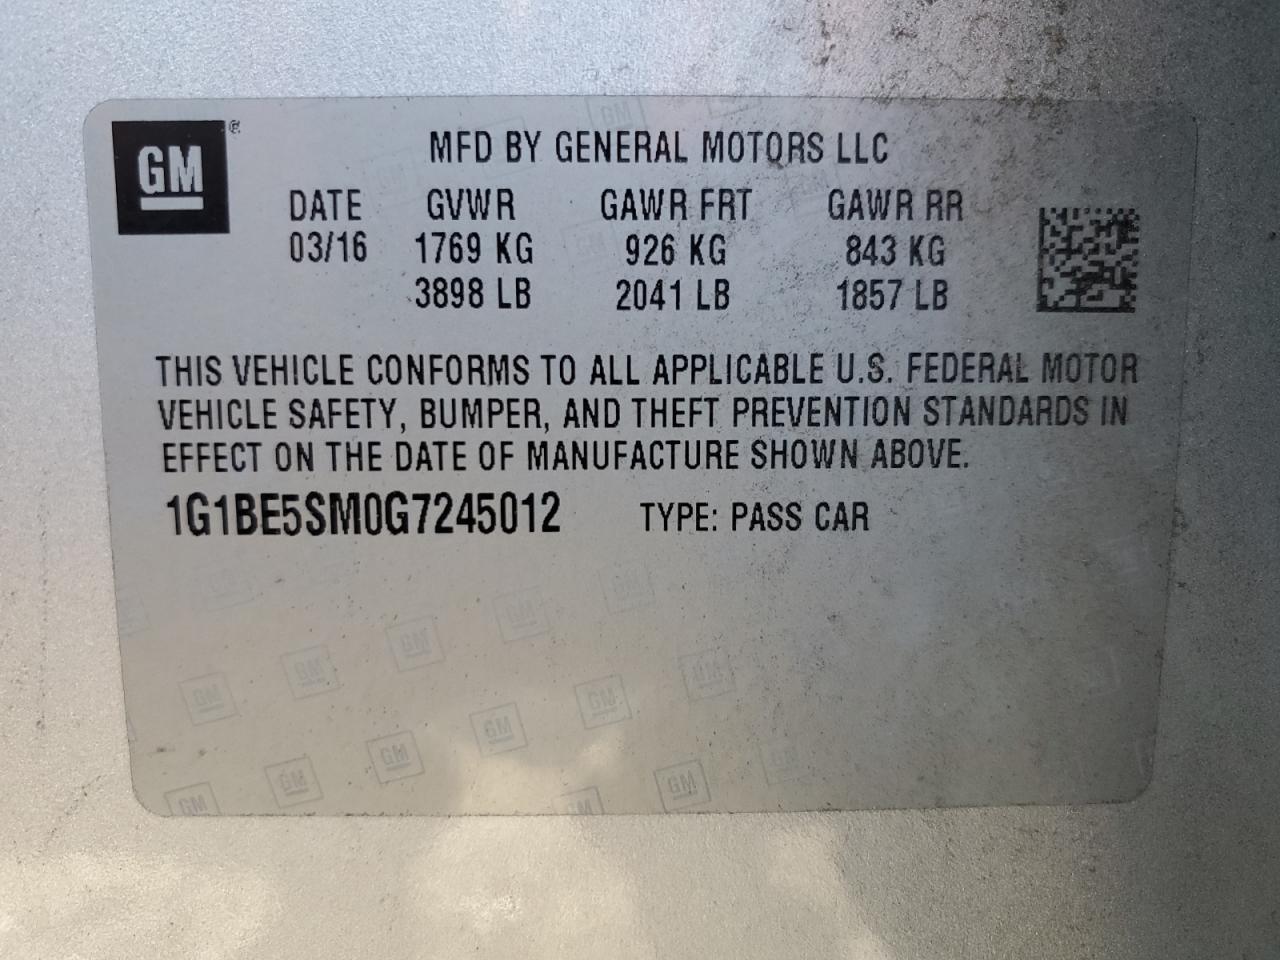 GM ®
MFD BY GENERAL MOTORS LLC
DATE GVWR GAWR FRT GAWR RR
03/16 1769 KG 926 KG 843 KG
3898 LB 2041 LB 1857 LB
THIS VEHICLE CONFORMS TO ALL APPLICABLE U.S. FEDERAL MOTOR
VEHICLE SAFETY, BUMPER, AND THEFT PREVENTION STANDARDS IN
EFFECT ON THE DATE OF MANUFACTURE SHOWN ABOVE.
1G1BE5SM0G7245012 TYPE: PASS CAR